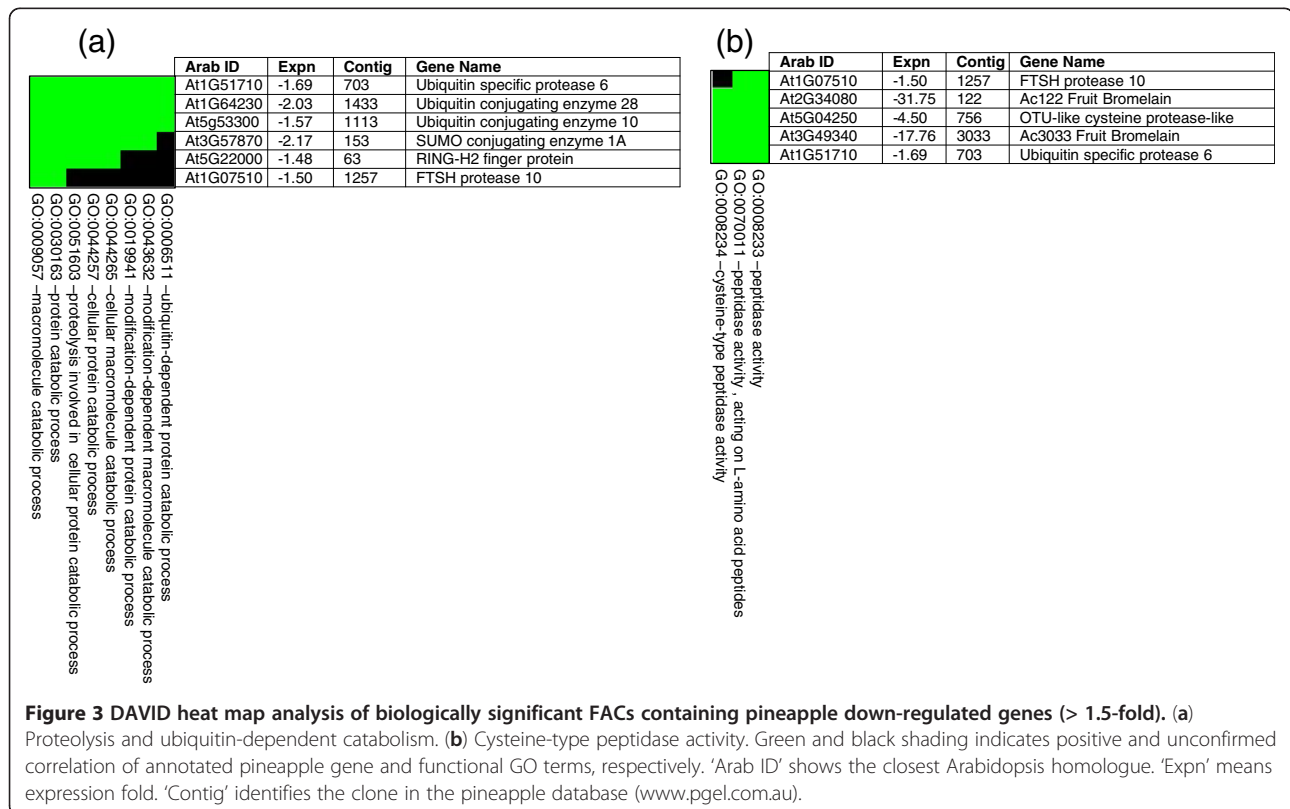 (a)
Arab ID Expn Contig Gene Name
At1G51710 -1.69 703 Ubiquitin specific protease 6
At1G64230 -2.03 1433 Ubiquitin conjugating enzyme 28
At5g53300 -1.57 1113 Ubiquitin conjugating enzyme 10
At3G57870 -2.17 153 SUMO conjugating enzyme 1A
At5G22000 -1.48 63 RING-H2 finger protein
At1G07510 -1.50 1257 FTSH protease 10
GO:0009057 –macromolecule catabolic process
GO:0030163 –protein catabolic process
GO:0051603 –proteolysis involved in cellular protein catabolic process
GO:0044257 –cellular protein catabolic process
GO:0044265 –cellular macromolecule catabolic process
GO:0019941 –modification-dependent protein catabolic process
GO:0043632 –modification-dependent macromolecule catabolic process
GO:0006511 –ubiquitin-dependent protein catabolic process
(b)
Arab ID Expn Contig Gene Name
At1G07510 -1.50 1257 FTSH protease 10
At2G34080 -31.75 122 Ac122 Fruit Bromelain
At5G04250 -4.50 756 OTU-like cysteine protease-like
At3G49340 -17.76 3033 Ac3033 Fruit Bromelain
At1G51710 -1.69 703 Ubiquitin specific protease 6
GO:0008234 –cysteine-type peptidase activity
GO:0070011 –peptidase activity , acting on L-amino acid peptides
GO:0008233 –peptidase activity
Figure 3 DAVID heat map analysis of biologically significant FACs containing pineapple down-regulated genes (> 1.5-fold). (a)
Proteolysis and ubiquitin-dependent catabolism. (b) Cysteine-type peptidase activity. Green and black shading indicates positive and unconfirmed
correlation of annotated pineapple gene and functional GO terms, respectively. ‘Arab ID’ shows the closest Arabidopsis homologue. ‘Expn’ means
expression fold. ‘Contig’ identifies the clone in the pineapple database (www.pgel.com.au).